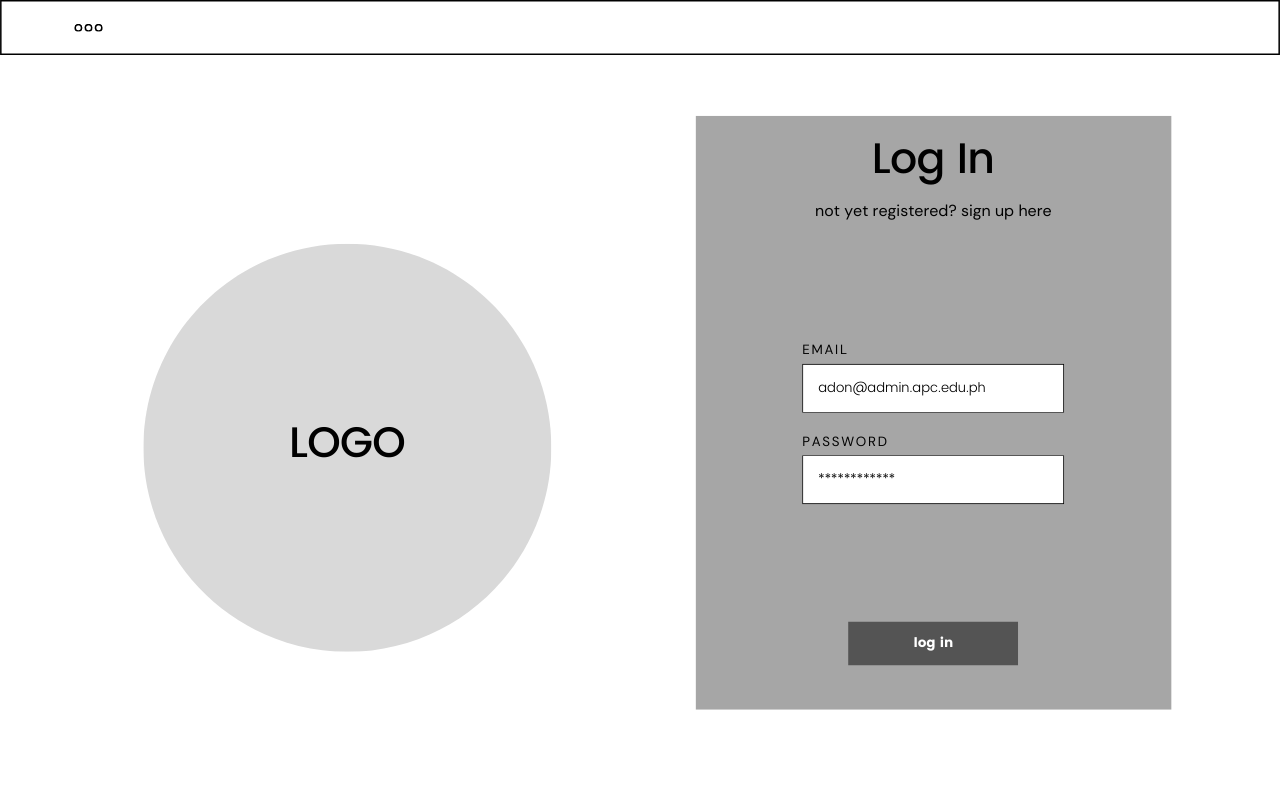 LOGO
Log In
not yet registered? sign up here
EMAIL
adon@admin.apc.edu.ph
PASSWORD
************
log in